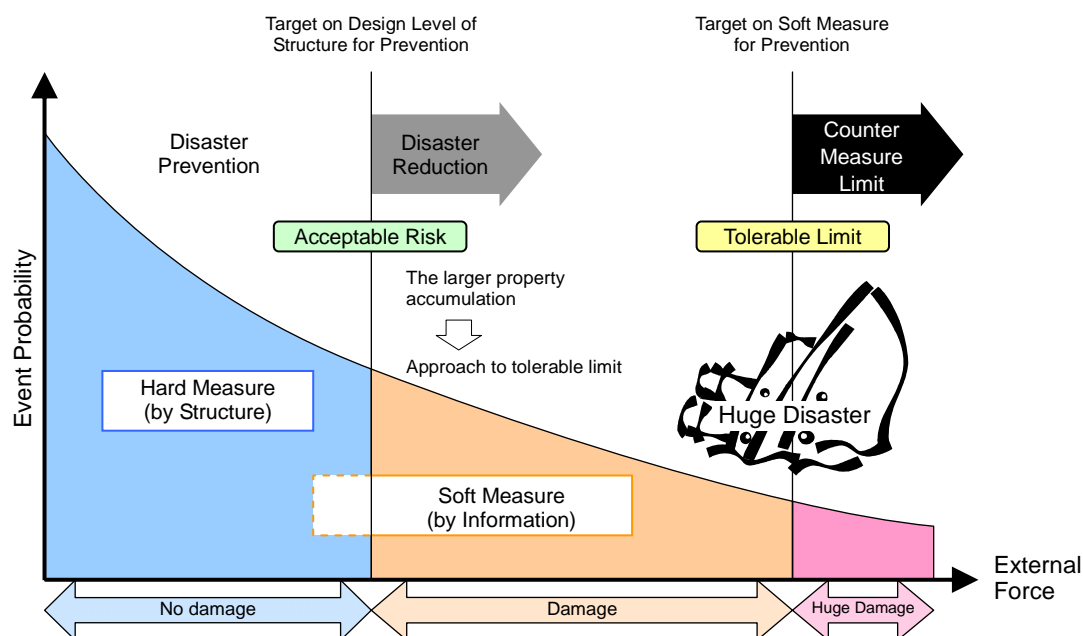 Target on Design Level of
Structure for Prevention
Target on Soft Measure
for Prevention
Disaster
Prevention
Disaster
Reduction
Counter
Measure
Limit
Acceptable Risk
Tolerable Limit
The larger property
accumulation
Approach to tolerable limit
Event Probability
Hard Measure
(by Structure)
Huge Disaster
Soft Measure
(by Information)
External
Force
No damage
Damage
Huge Damage